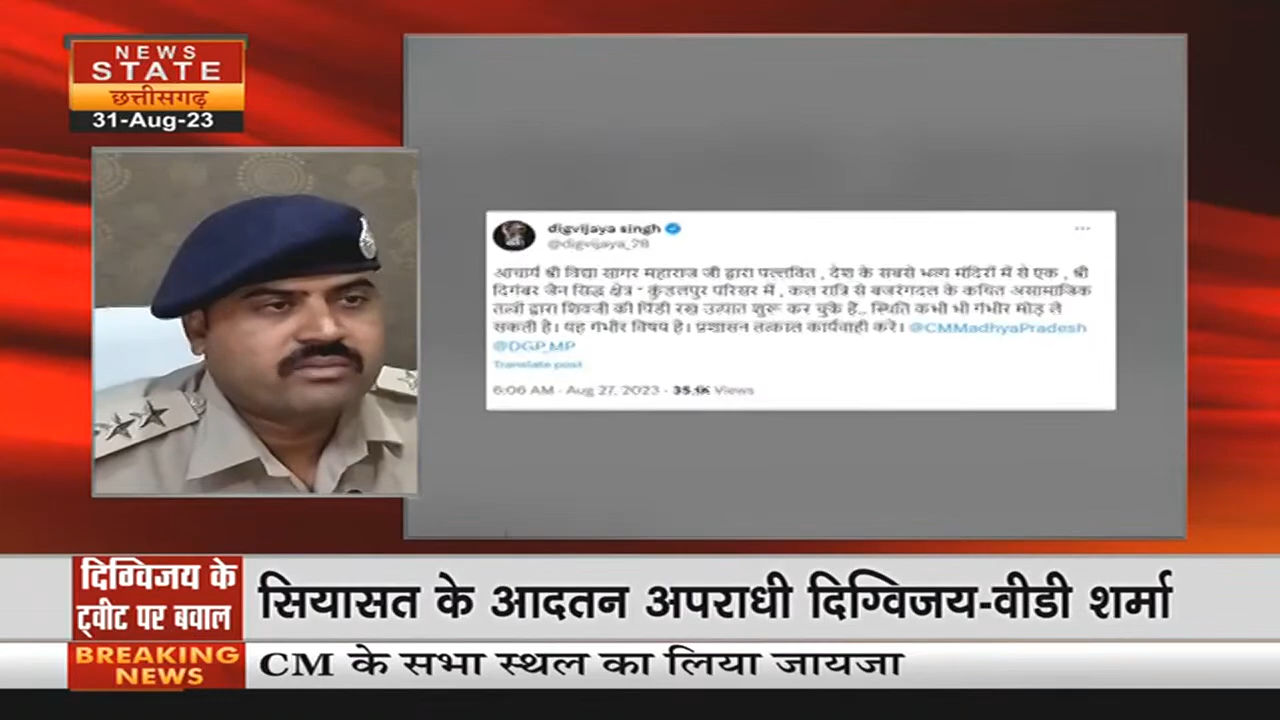 NEWS
STATE
छत्तीसगढ़
31-Aug-23
digvijaya singh
@digvijaya_28
आचार्य श्री विद्या सागर महाराज जी द्वारा पल्लवित , देश के सबसे भव्य मंदिरों में से एक , श्री
दिगंबर जैन सिद्ध क्षेत्र - कुंडलपुर परिसर में , कल रात्रि से बजरंगदल के कथित असामाजिक
तत्वों द्वारा शिवजी की पिंडी रख उत्पात शुरू कर चुके हैं.. स्थिति कभी भी गंभीर मोड़ ले
सकती है। यह गंभीर विषय है। प्रशासन तत्काल कार्यवाही करे। @CMMadhyaPradesh
@DGP_MP
Translate post
6:06 AM · Aug 27, 2023 · 35.1K Views
दिग्विजय के
ट्वीट पर बवाल
सियासत के आदतन अपराधी दिग्विजय-वीडी शर्मा
BREAKING
NEWS
CM के सभा स्थल का लिया जायजा